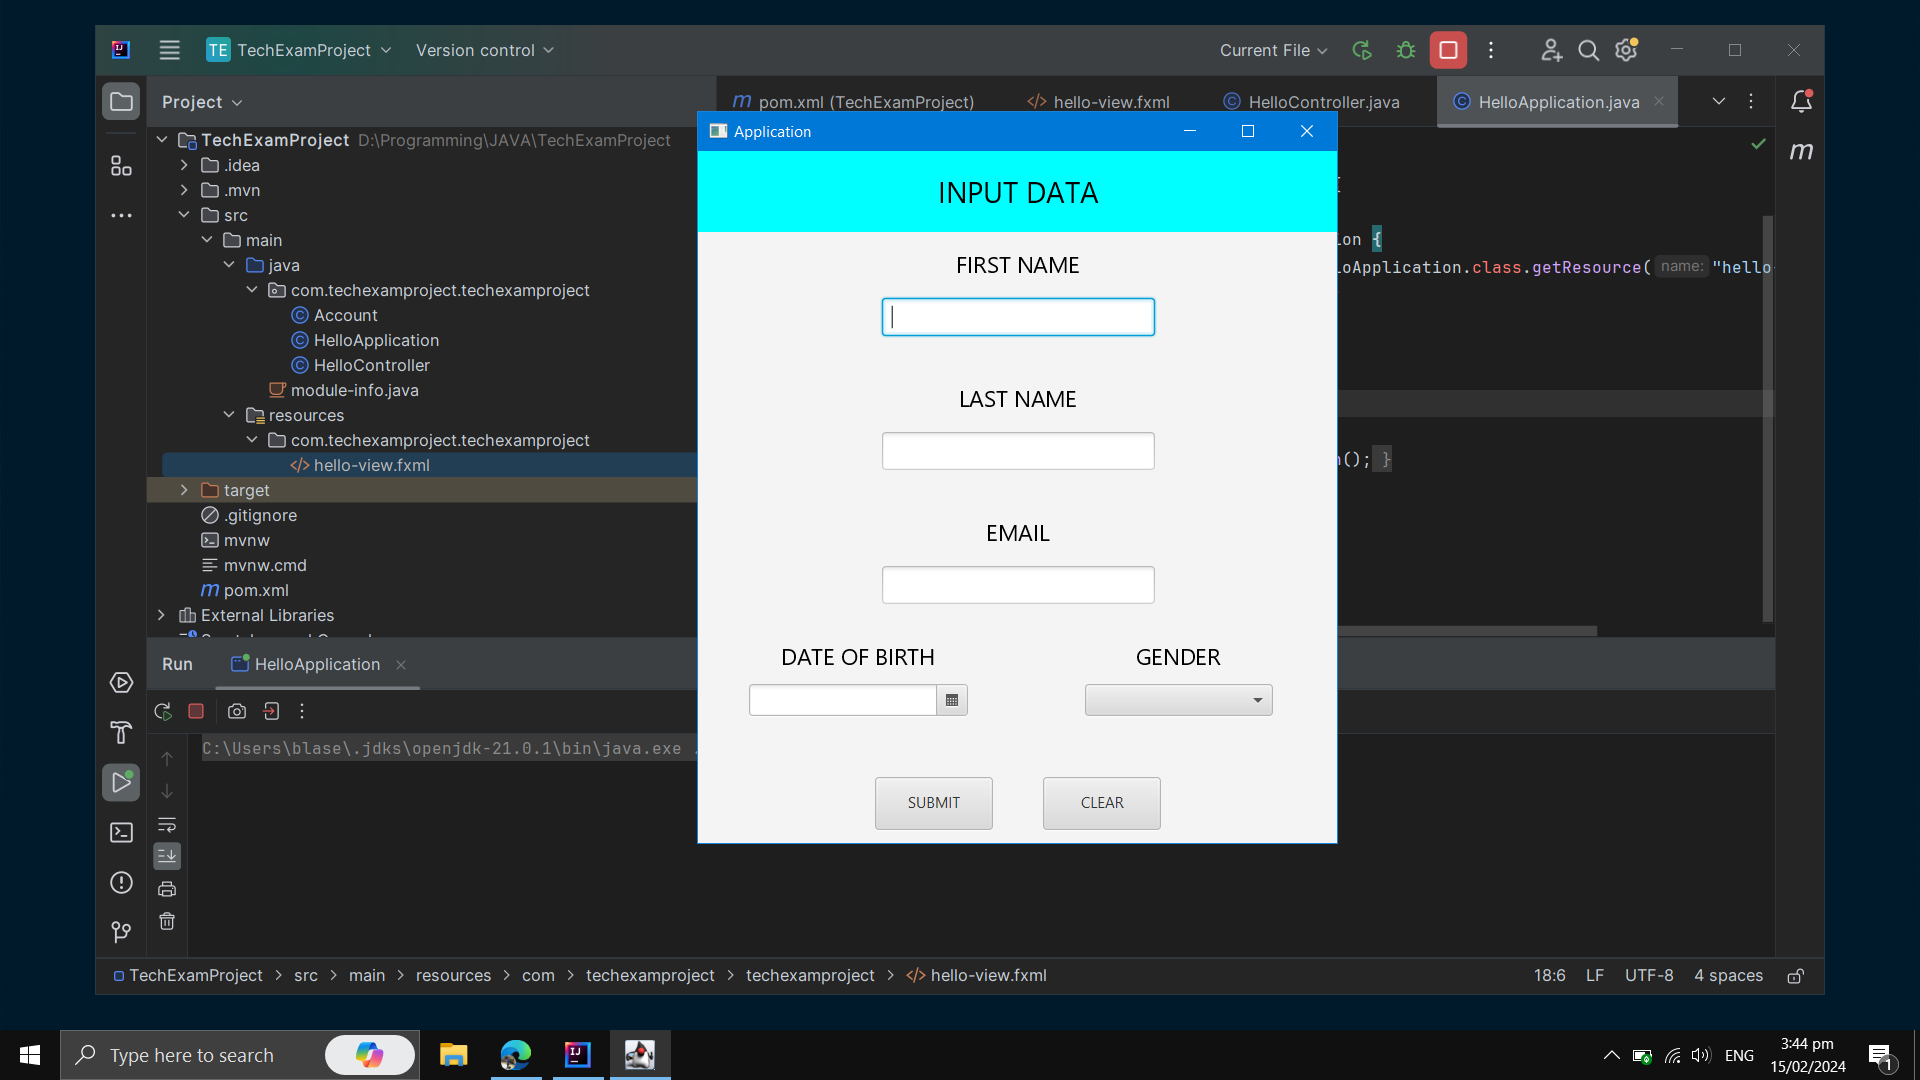 TE TechExamProject
Version control
Current File
Project
pom.xml (TechExamProject)
hello-view.fxml
HelloController.java
HelloApplication.java
TechExamProject D:\Programming\JAVA\TechExamProject
.idea
.mvn
src
main
java
com.techexamproject.techexamproject
Account
HelloApplication
HelloController
module-info.java
resources
com.techexamproject.techexamproject
hello-view.fxml
target
.gitignore
mvnw
mvnw.cmd
pom.xml
External Libraries
Application
INPUT DATA
FIRST NAME
LAST NAME
EMAIL
DATE OF BIRTH
GENDER
SUBMIT
CLEAR
ion {
loApplication.class.getResource( name: "hello
(); }
Run
HelloApplication
C:\Users\blase\.jdks\openjdk-21.0.1\bin\java.exe .
TechExamProject > src > main > resources > com > techexamproject > techexamproject > hello-view.fxml
18:6 LF UTF-8 4 spaces
Type here to search
ENG
3:44 pm
15/02/2024
1